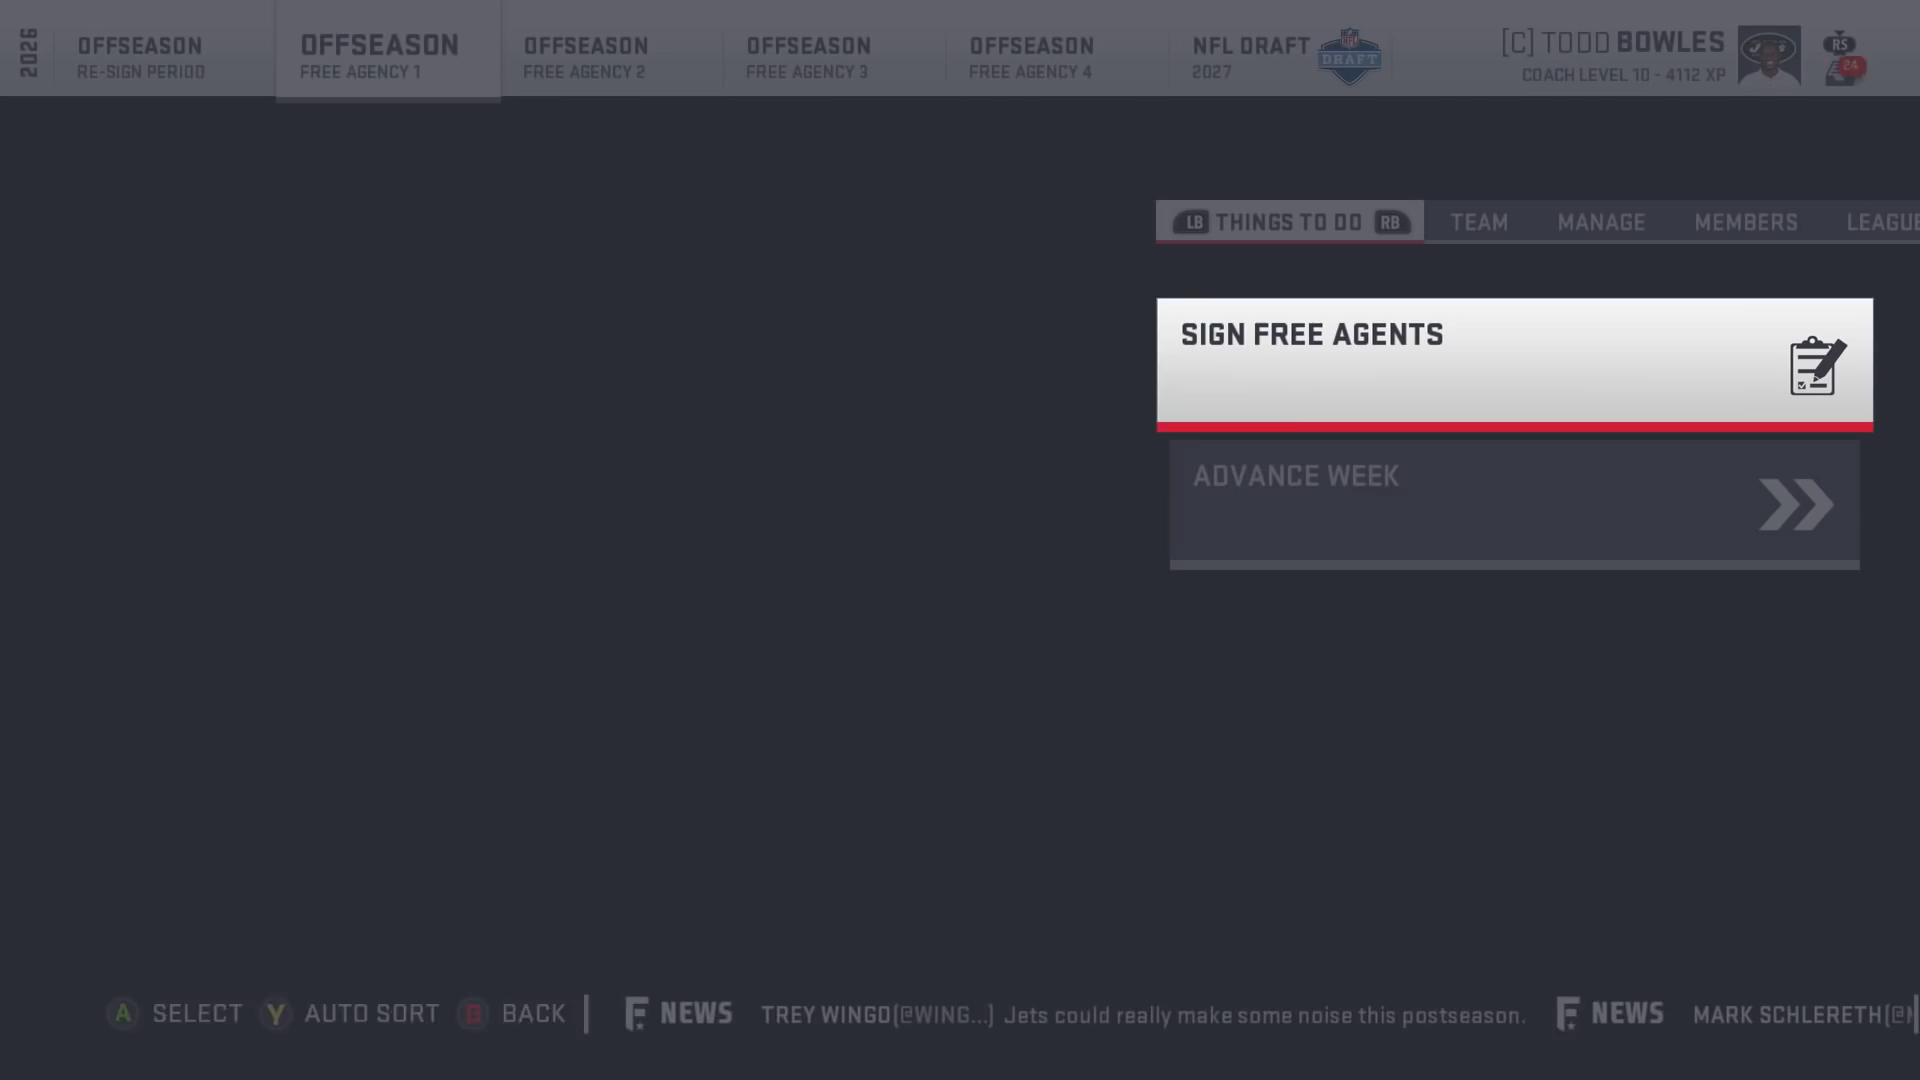 2026
OFFSEASON
RE-SIGN PERIOD
OFFSEASON
FREE AGENCY 1
OFFSEASON
FREE AGENCY 2
OFFSEASON
FREE AGENCY 3
OFFSEASON
FREE AGENCY 4
NFL DRAFT
2027
NFL
DRAFT
[C] TODD BOWLES
COACH LEVEL 10 - 4112 XP
RS
24
LB THINGS TO DO RB
TEAM
MANAGE
MEMBERS
LEAGUE
SIGN FREE AGENTS
ADVANCE WEEK
A SELECT Y AUTO SORT B BACK
F NEWS TREY WINGO(@WING...) Jets could really make some noise this postseason. F NEWS MARK SCHLERETH(@